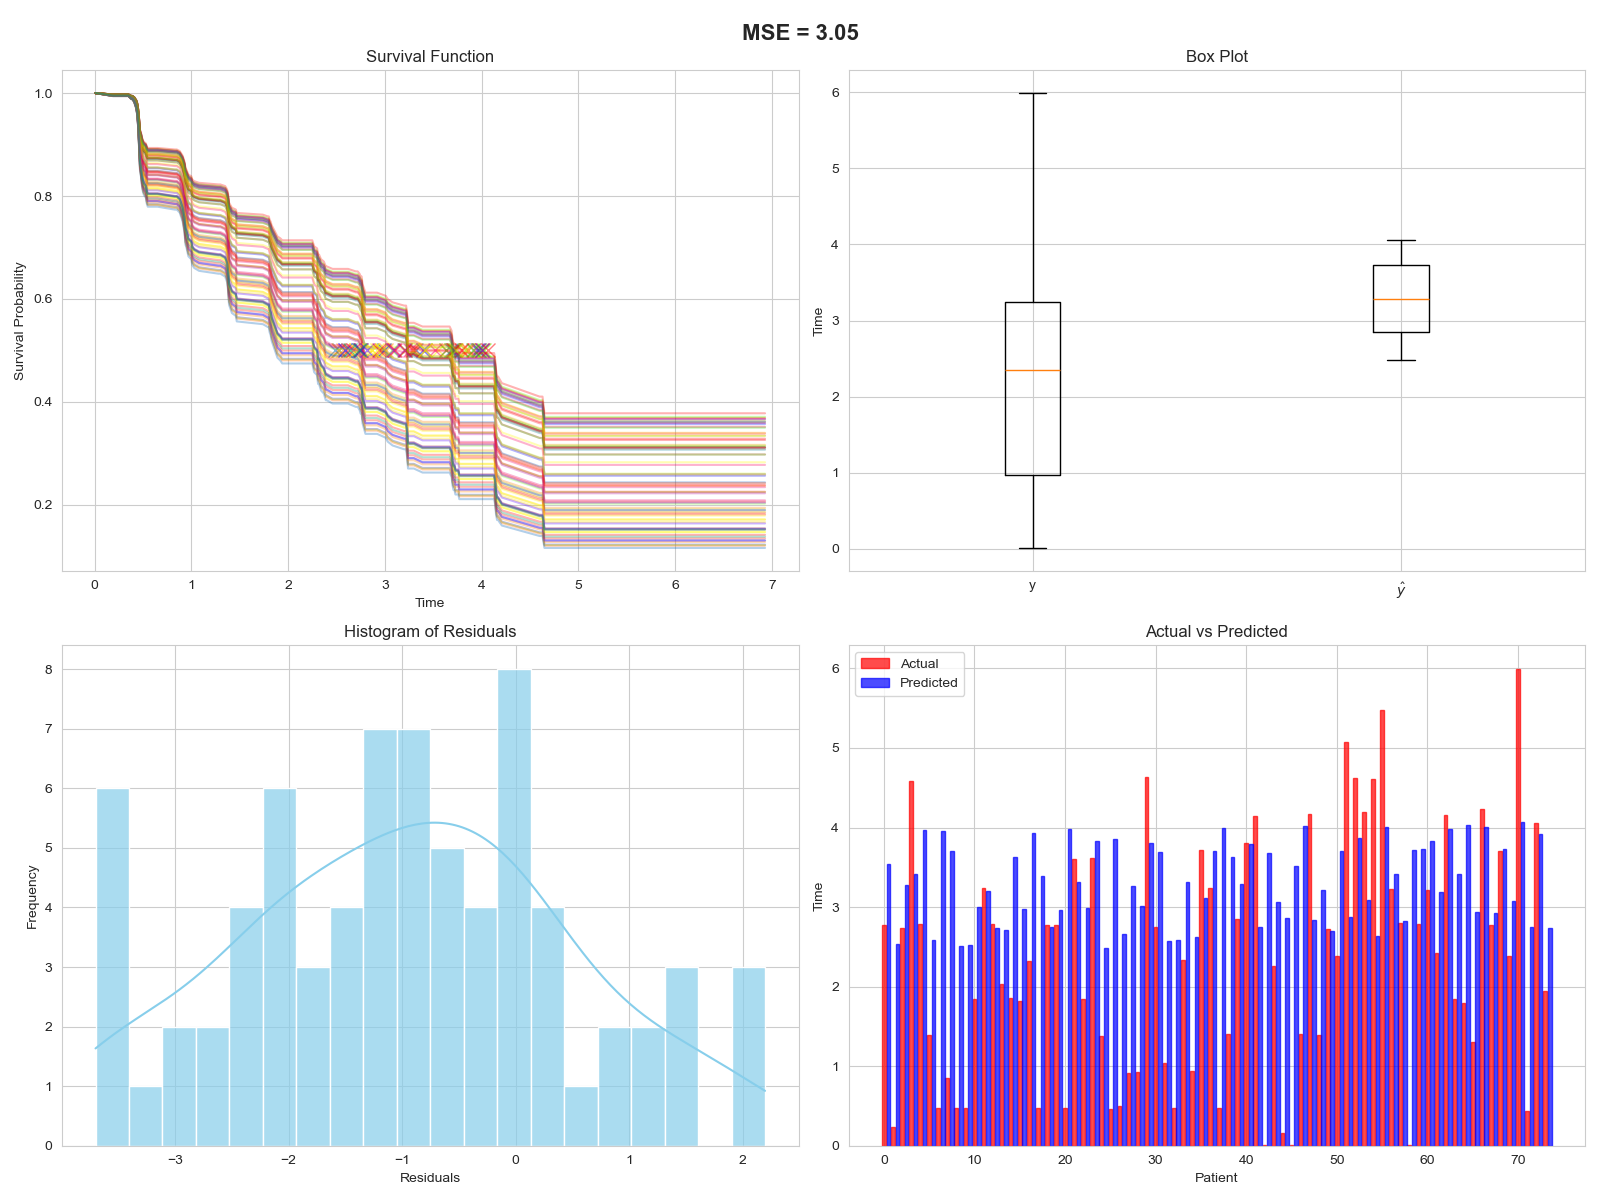 MSE = 3.05
Survival Function
Survival Probability
1.0
0.8
0.6
0.4
0.2
0 1 2 3 4 5 6 7
Time
Box Plot
Time
6
5
4
3
2
1
0
y ŷ
Histogram of Residuals
Frequency
8
7
6
5
4
3
2
1
0
−3 −2 −1 0 1 2
Residuals
Actual vs Predicted
Actual
Predicted
Time
6
5
4
3
2
1
0
0 10 20 30 40 50 60 70
Patient